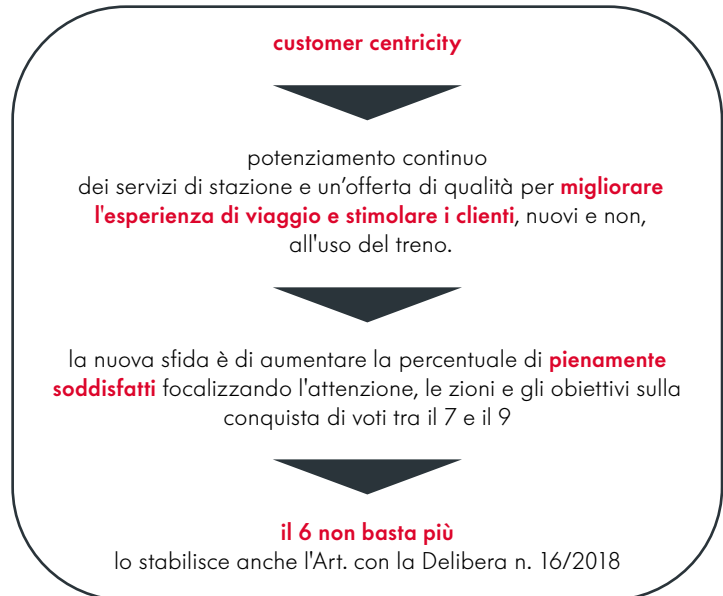 customer centricity
potenziamento continuo
dei servizi di stazione e un’offerta di qualità per migliorare
l'esperienza di viaggio e stimolare i clienti, nuovi e non,
all'uso del treno.
la nuova sfida è di aumentare la percentuale di pienamente
soddisfatti focalizzando l'attenzione, le zioni e gli obiettivi sulla
conquista di voti tra il 7 e il 9
il 6 non basta più
lo stabilisce anche l'Art. con la Delibera n. 16/2018